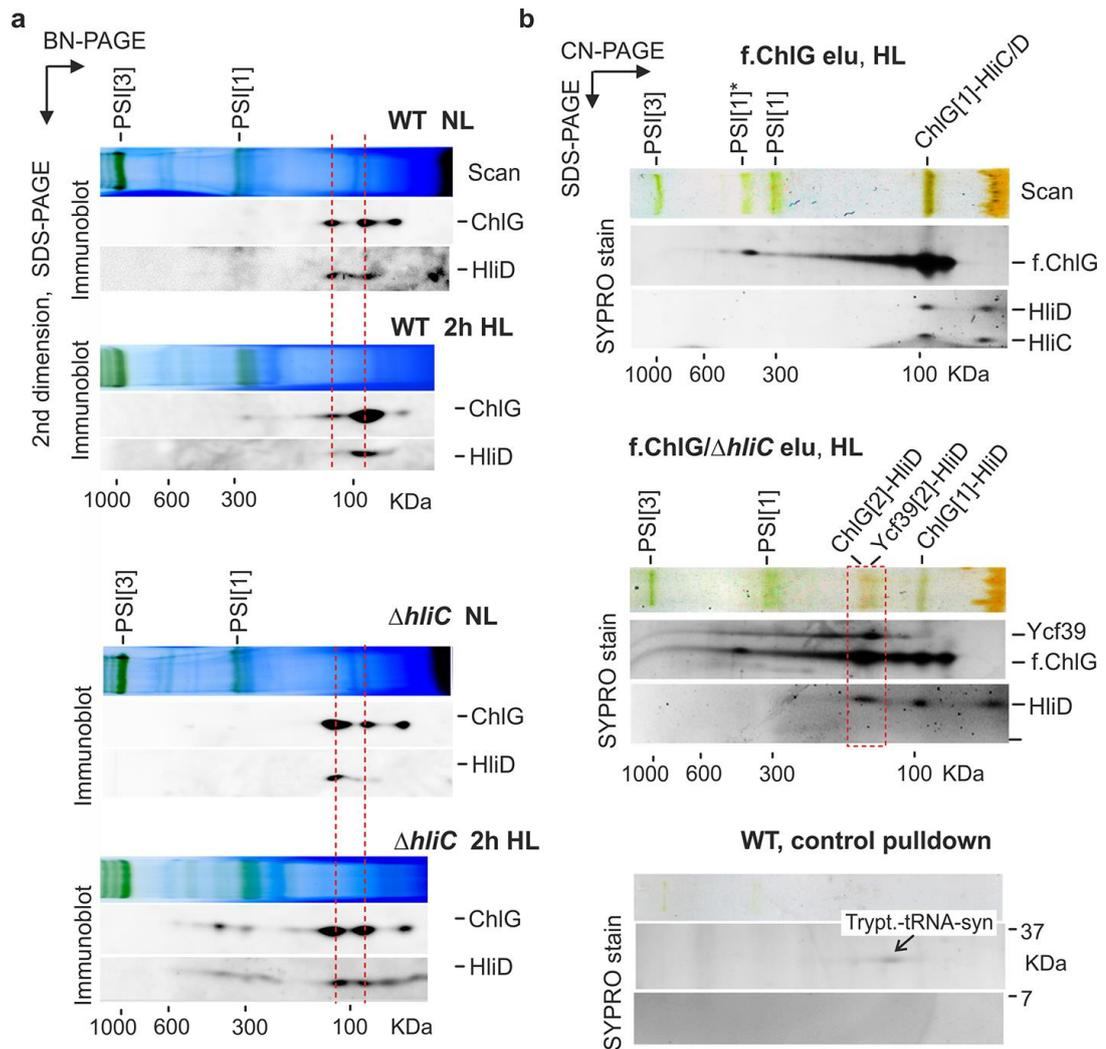 a
BN-PAGE
2nd dimension, SDS-PAGE
PSI[3]
PSI[1]
WT NL
Scan
Immunoblot
ChlG
HliD
WT 2h HL
Immunoblot
ChlG
HliD
1000 600 300 100 KDa
PSI[3]
PSI[1]
ΔhliC NL
Immunoblot
ChlG
HliD
ΔhliC 2h HL
Immunoblot
ChlG
HliD
1000 600 300 100 KDa
b
CN-PAGE
SDS-PAGE
f.ChlG elu, HL
PSI[3]
PSI[1]*
PSI[1]
ChlG[1]-HliC/D
Scan
SYPRO stain
f.ChlG
HliD
HliC
1000 600 300 100 KDa
f.ChlG/ΔhliC elu, HL
PSI[3]
PSI[1]
ChlG[2]-HliD
Ycf39[2]-HliD
ChlG[1]-HliD
SYPRO stain
Ycf39
f.ChlG
HliD
1000 600 300 100 KDa
WT, control pulldown
SYPRO stain
Trypt.-tRNA-syn
37
KDa
7